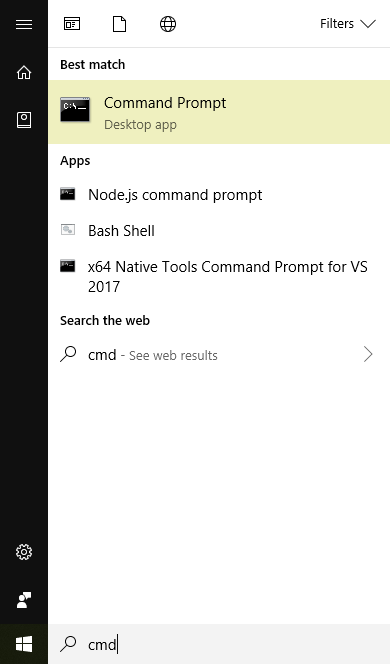 Filters
Best match
Command Prompt
Desktop app
Apps
Node.js command prompt
Bash Shell
x64 Native Tools Command Prompt for VS
2017
Search the web
cmd - See web results
cmd